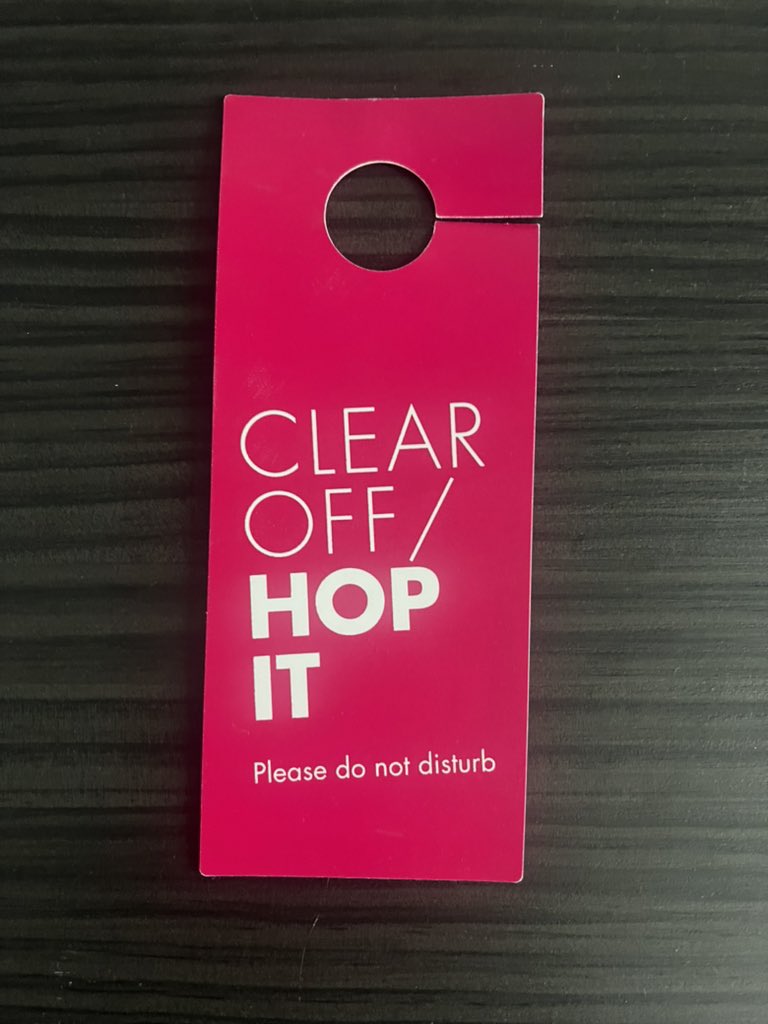 CLEAR
OFF/
HOP
IT
Please do not disturb